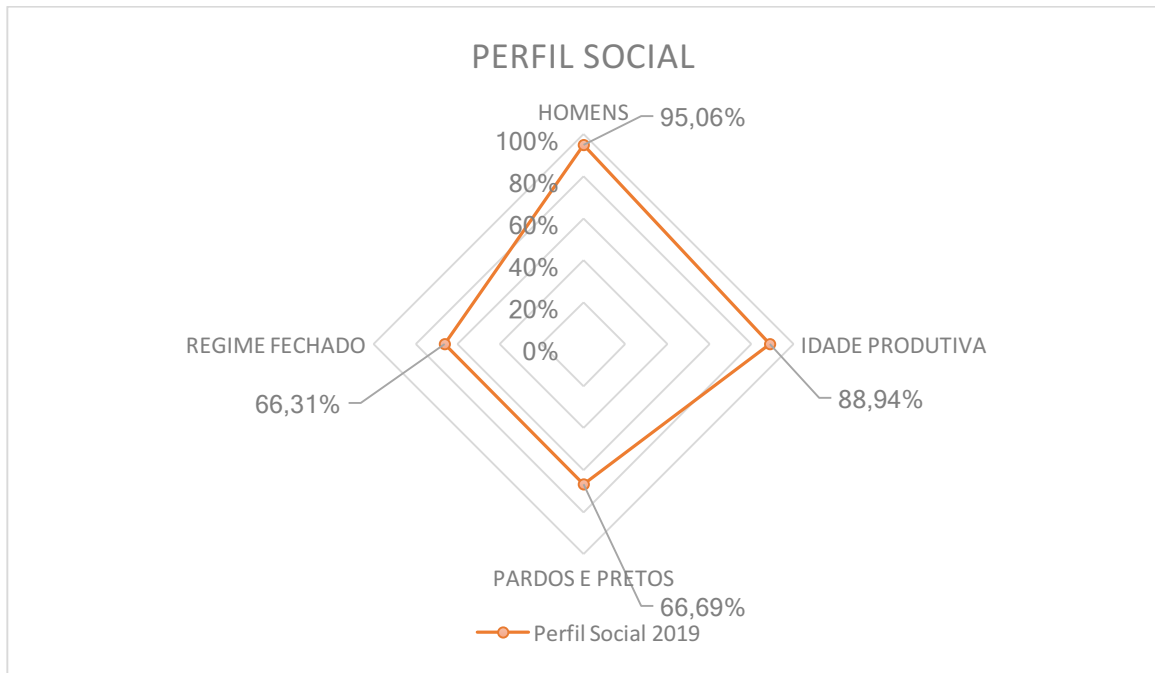 PERFIL SOCIAL
HOMENS
95,06%
100%
80%
60%
40%
20%
0%
REGIME FECHADO
IDADE PRODUTIVA
66,31%
88,94%
PARDOS E PRETOS
66,69%
Perfil Social 2019